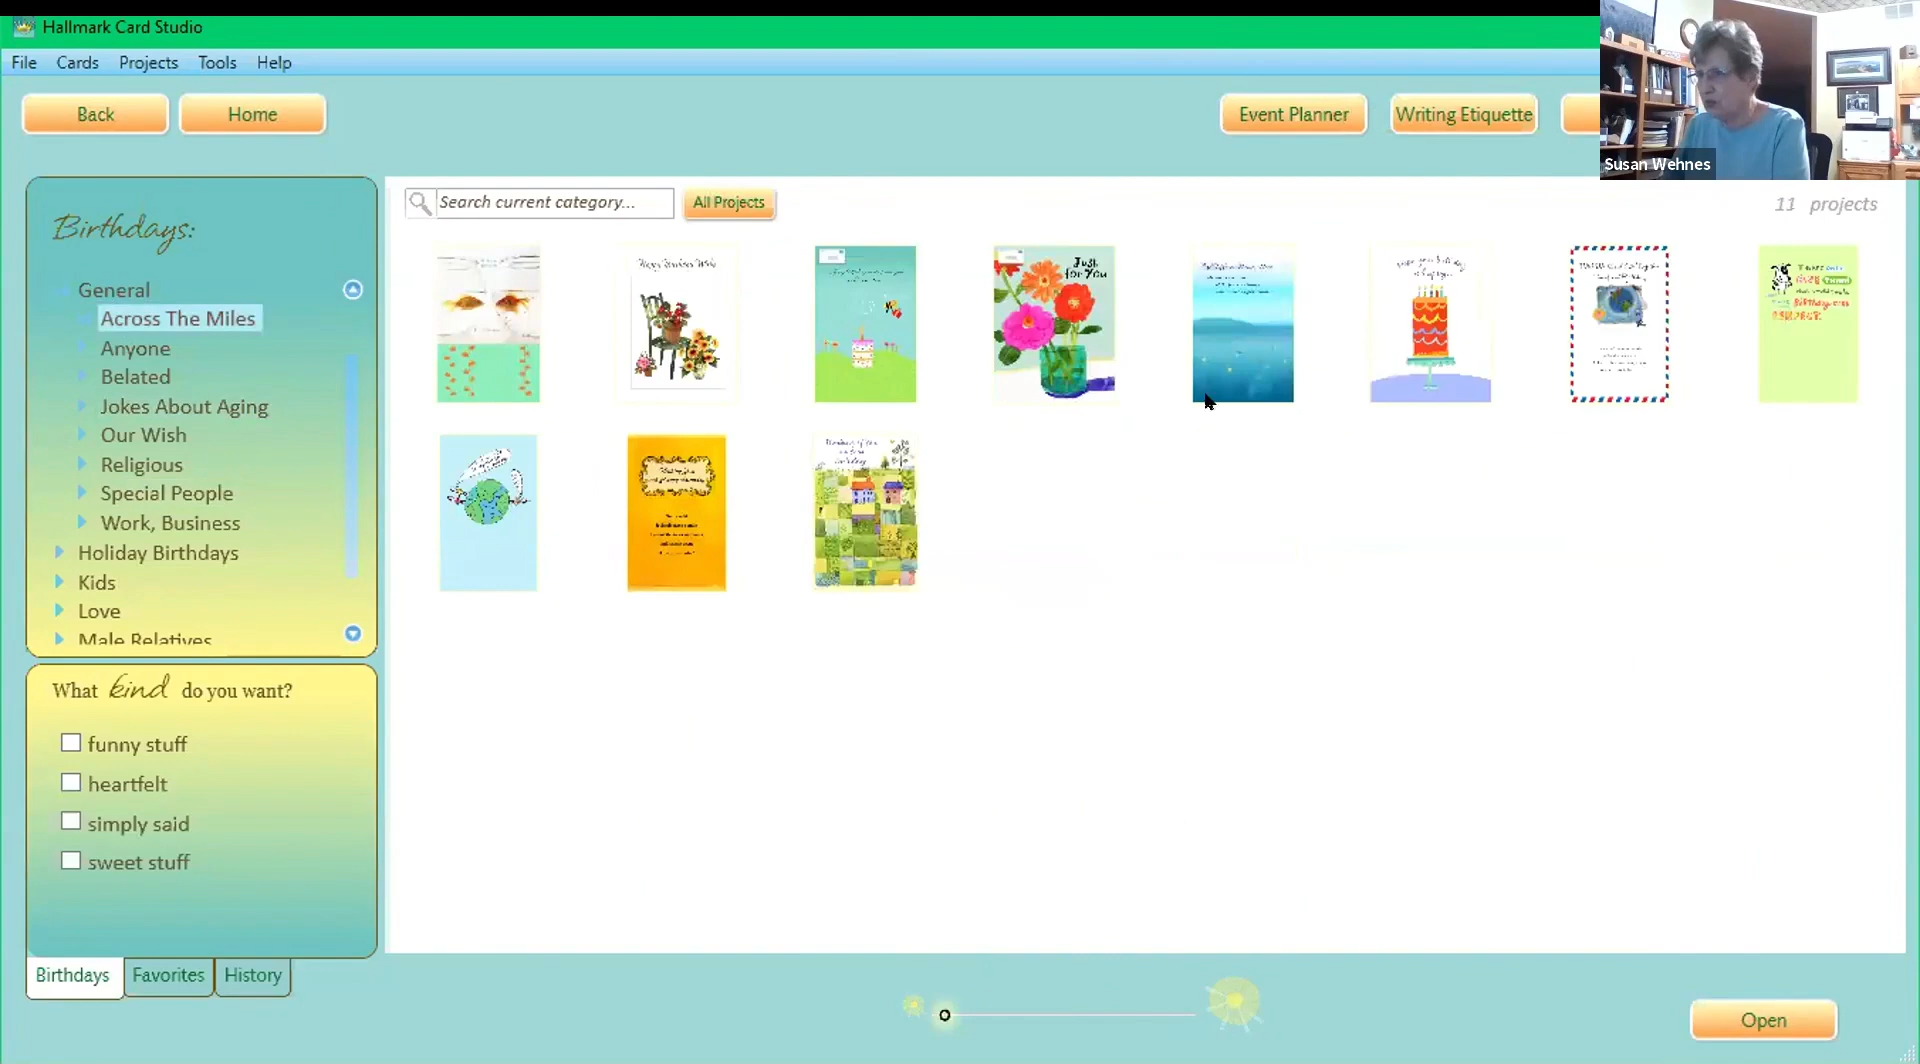 Hallmark Card Studio
File Cards Projects Tools Help
Back Home Event Planner Writing Etiquette
Susan Wehnes
Birthdays:
General
Across The Miles
Anyone
Belated
Jokes About Aging
Our Wish
Religious
Special People
Work, Business
Holiday Birthdays
Kids
Love
Male Relatives
What kind do you want?
funny stuff
heartfelt
simply said
sweet stuff
Birthdays Favorites History
Search current category... All Projects
11 projects
Just
for You
Open